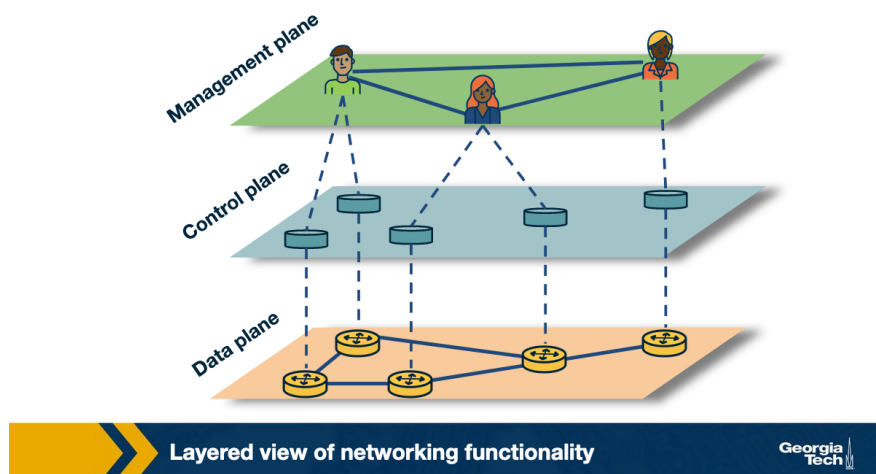 Management plane
Control plane
Data plane
Layered view of networking functionality
Georgia
Tech